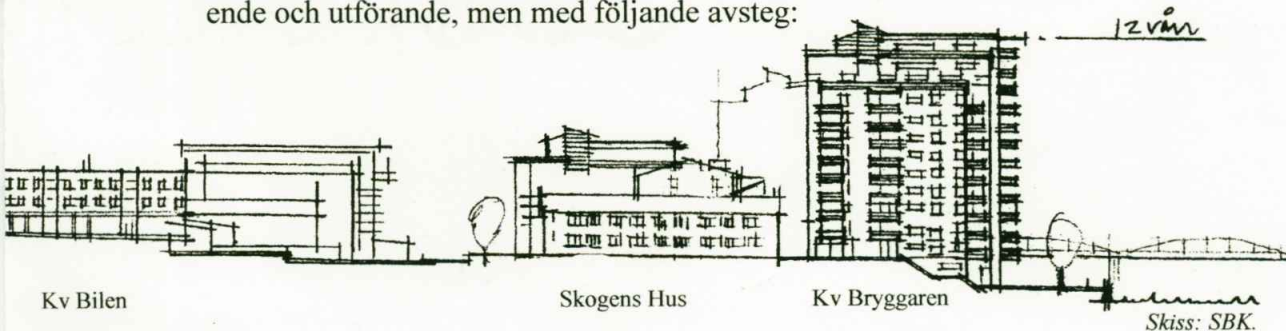 ende och utförande, men med följande avsteg:
12 vån
Kv Bilen
Skogens Hus
Kv Bryggaren
Skiss: SBK.